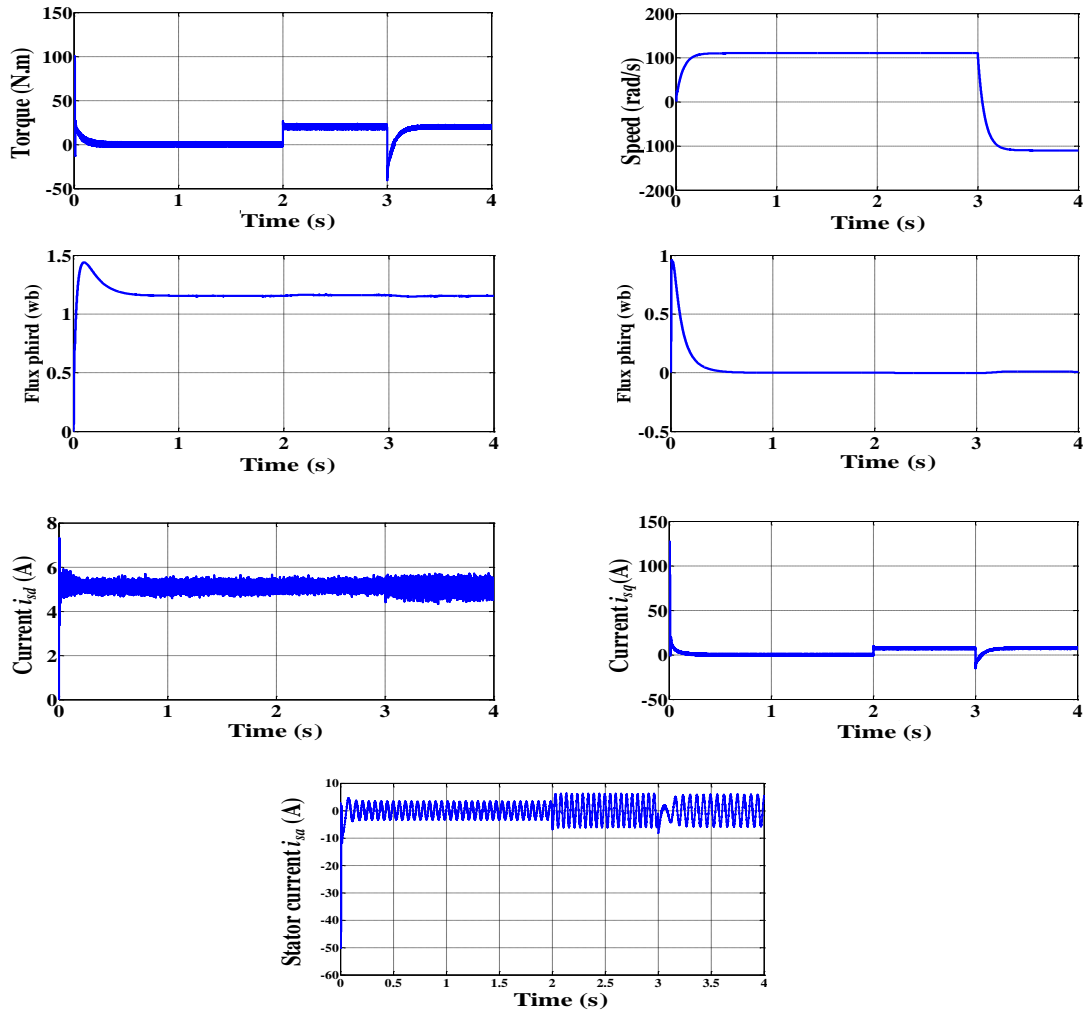 150
100
50
0
-50
0 1 2 3 4
Torque (N.m)
Time (s)
200
100
0
-100
-200
0 1 2 3 4
Speed (rad/s)
Time (s)
1.5
1
0.5
0
0 1 2 3 4
Flux phird (wb)
Time (s)
1
0.5
0
-0.5
0 1 2 3 4
Flux phirq (wb)
Time (s)
8
6
4
2
0
0 1 2 3 4
Current isd (A)
Time (s)
150
100
50
0
-50
0 1 2 3 4
Current isq(A)
Time (s)
10
0
-10
-20
-30
-40
-50
-60
0 0.5 1 1.5 2 2.5 3 3.5 4
Stator current isa (A)
Time (s)